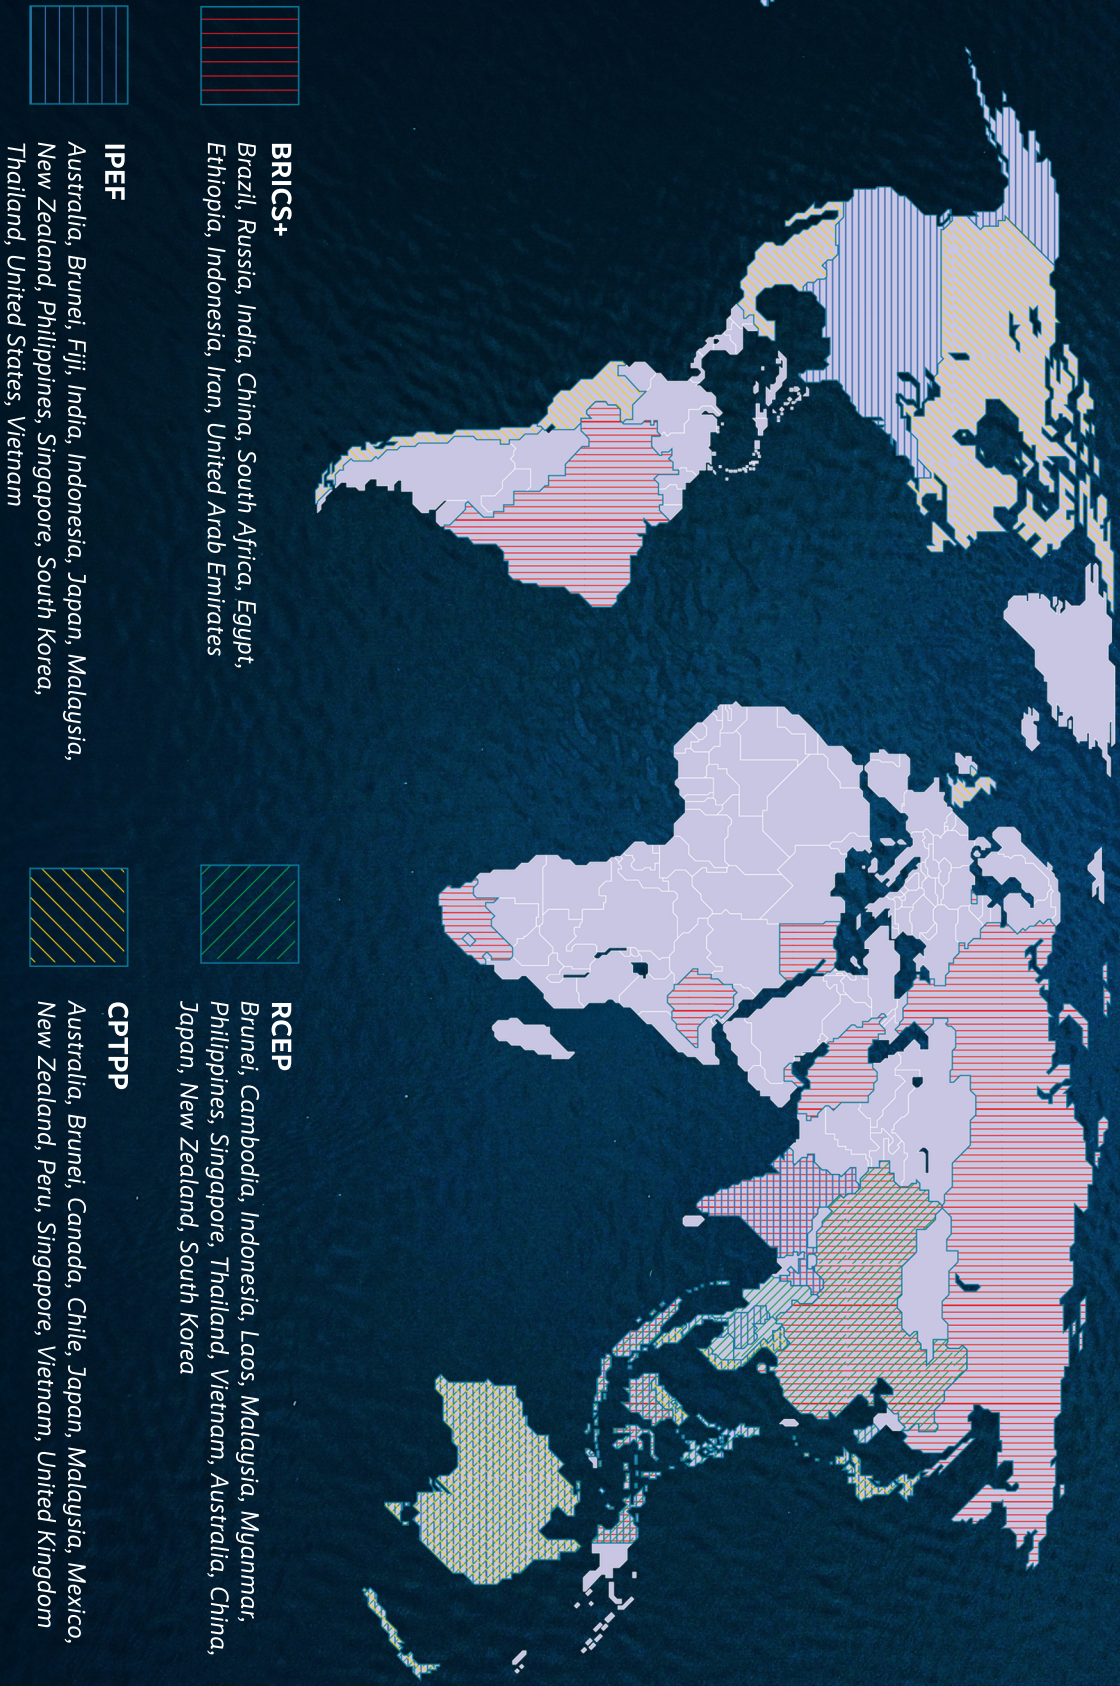 BRICS+
Brazil, Russia, India, China, South Africa, Egypt,
Ethiopia, Indonesia, Iran, United Arab Emirates
IPEF
Australia, Brunei, Fiji, India, Indonesia, Japan, Malaysia,
New Zealand, Philippines, Singapore, South Korea,
Thailand, United States, Vietnam
RCEP
Brunei, Cambodia, Indonesia, Laos, Malaysia, Myanmar,
Philippines, Singapore, Thailand, Vietnam, Australia, China,
Japan, New Zealand, South Korea
CPTPP
Australia, Brunei, Canada, Chile, Japan, Malaysia, Mexico,
New Zealand, Peru, Singapore, Vietnam, United Kingdom